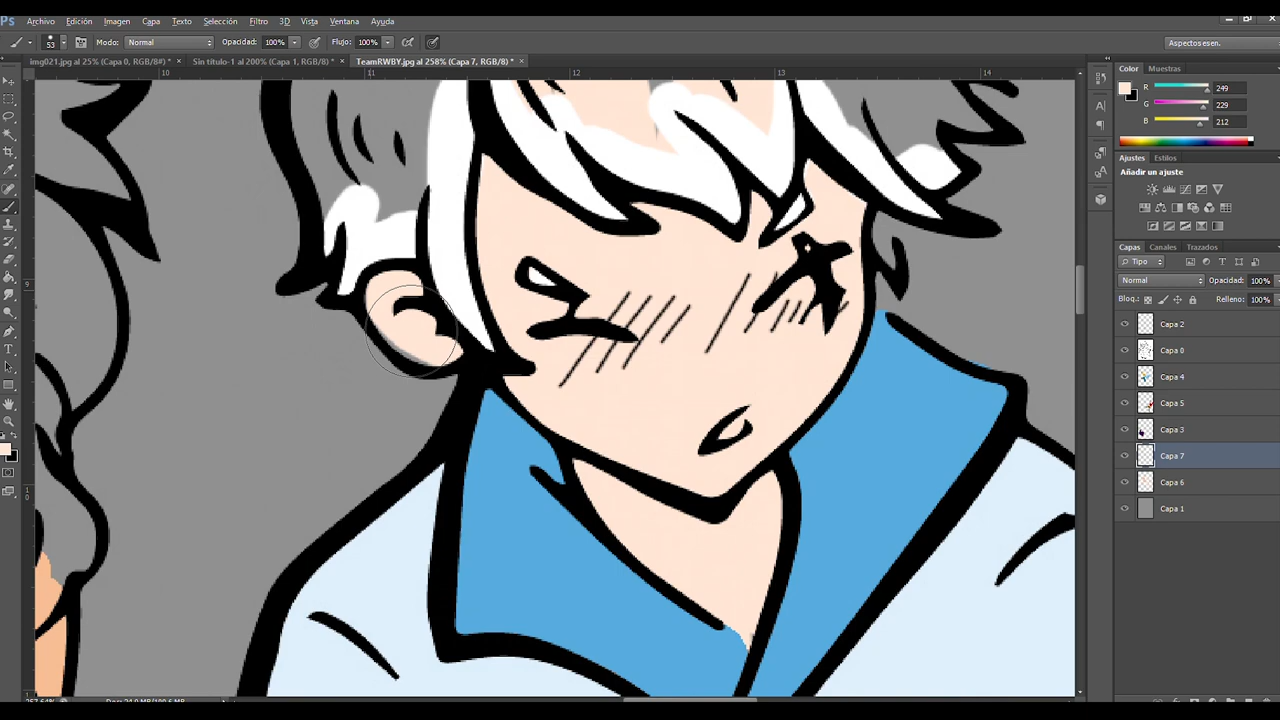 Ps Archivo Edición Imagen Capa Texto Selección Filtro 3D Vista Ventana Ayuda
53 Modo: Normal Opacidad: 100% Flujo: 100% Aspectos esen.
img021.jpg al 25% (Capa 0, RGB/8#) * × Sin título-1 al 200% (Capa 1, RGB/8) * × TeamRWBY.jpg al 258% (Capa 7, RGB/8) * ×
10 11 12 13 14
9
1
0
Color Muestras
R 249
G 229
B 212
Ajustes Estilos
Añadir un ajuste
Capas Canales Trazados
Tipo
Normal Opacidad: 100%
Bloq.: Relleno: 100%
Capa 2
Capa 0
Capa 4
Capa 5
Capa 3
Capa 7
Capa 6
Capa 1